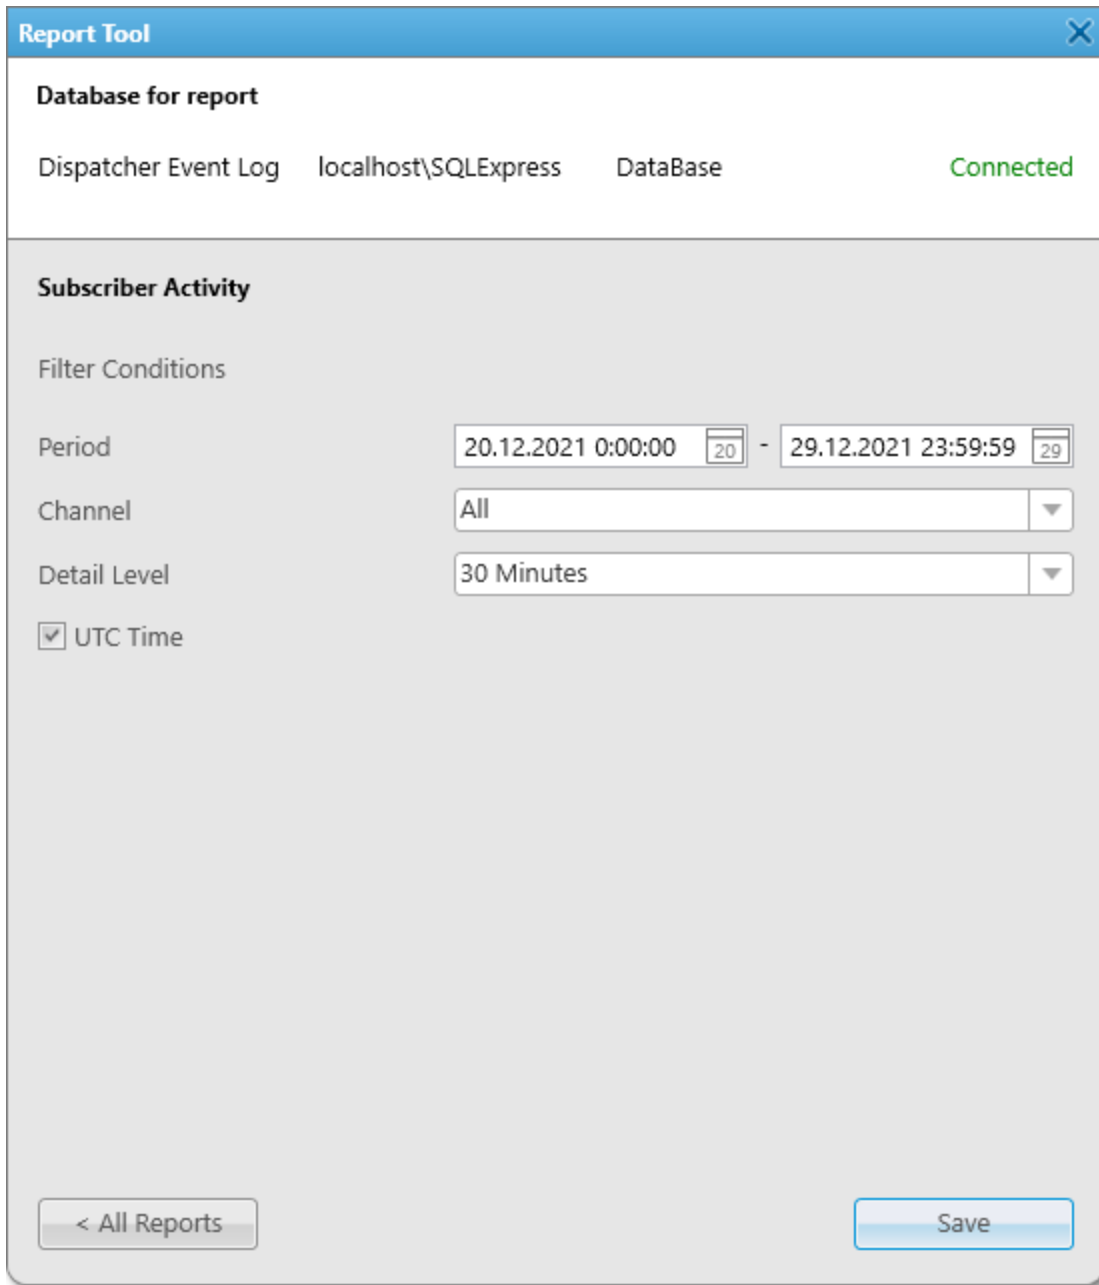 Report Tool
Database for report
Dispatcher Event Log localhost\SQLExpress DataBase Connected
Subscriber Activity
Filter Conditions
Period 20.12.2021 0:00:00 20 - 29.12.2021 23:59:59 29
Channel All
Detail Level 30 Minutes
UTC Time
< All Reports Save